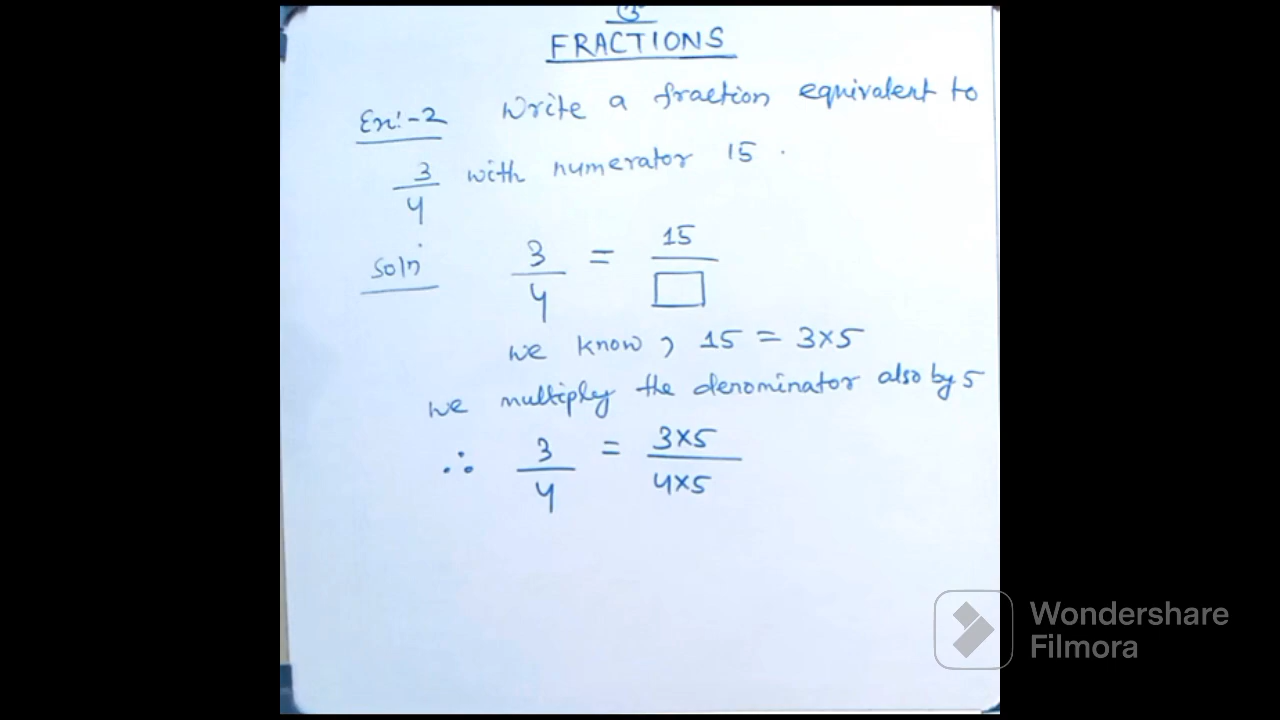 3
FRACTIONS
Ex:-2 Write a fraction equivalent to
3/4 with numerator 15.
Soln 3/4 = 15/□
we know, 15 = 3×5
we multiply the denominator also by 5
∴ 3/4 = 3×5/4×5
Wondershare
Filmora